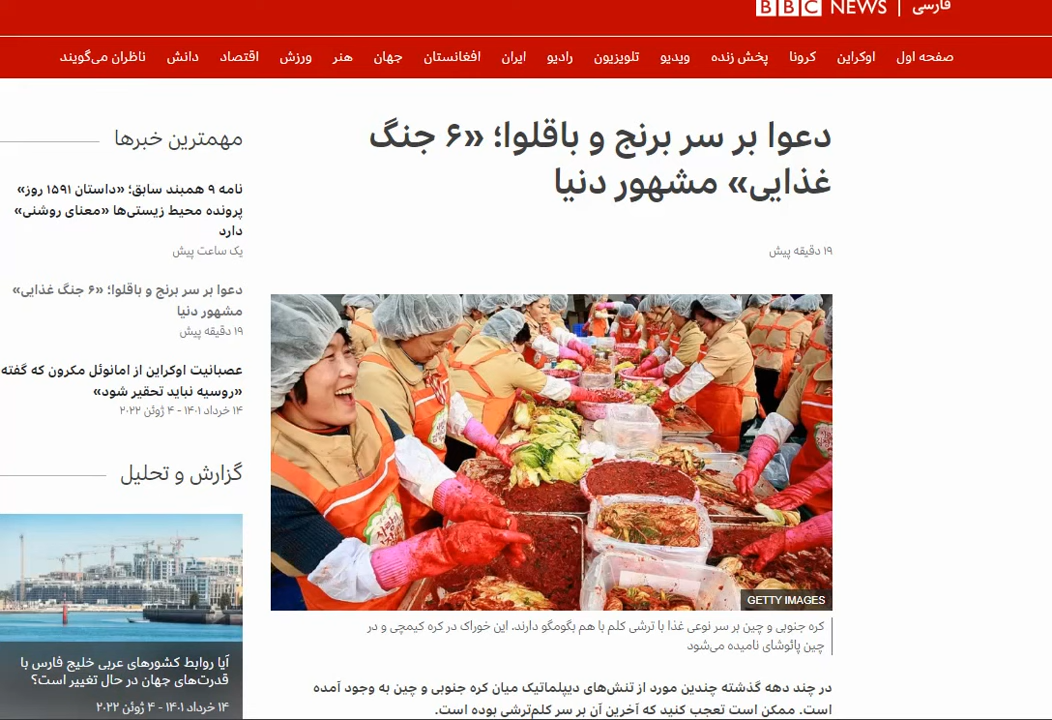 BBC NEWS | فارسی
صفحه اول اوکراین کرونا پخش زنده ویدیو تلویزیون رادیو ایران افغانستان جهان هنر ورزش اقتصاد دانش ناظران می‌گویند
دعوا بر سر برنج و باقلوا؛ «۶ جنگ
غذایی» مشهور دنیا
۱۹ دقیقه پیش
GETTY IMAGES
کره جنوبی و چین بر سر نوعی غذا با ترشی کلم با هم بگومگو دارند. این خوراک در کره کیمچی و در
چین پائوشای نامیده می‌شود
در چند دهه گذشته چندین مورد از تنش‌های دیپلماتیک میان کره جنوبی و چین به وجود آمده
است. ممکن است تعجب کنید که آخرین آن بر سر کلم‌ترشی بوده است.
مهمترین خبرها
نامه ۹ همبند سابق؛ «داستان ۱۵۹۱ روز»
پرونده محیط زیستی‌ها «معنای روشنی»
دارد
یک ساعت پیش
دعوا بر سر برنج و باقلوا؛ «۶ جنگ غذایی»
مشهور دنیا
۱۹ دقیقه پیش
عصبانیت اوکراین از امانوئل مکرون که گفته
«روسیه نباید تحقیر شود»
۱۴ خرداد ۱۴۰۱ - ۴ ژوئن ۲۰۲۲
گزارش و تحلیل
آیا روابط کشورهای عربی خلیج فارس با
قدرت‌های جهان در حال تغییر است؟
۱۴ خرداد ۱۴۰۱ - ۴ ژوئن ۲۰۲۲